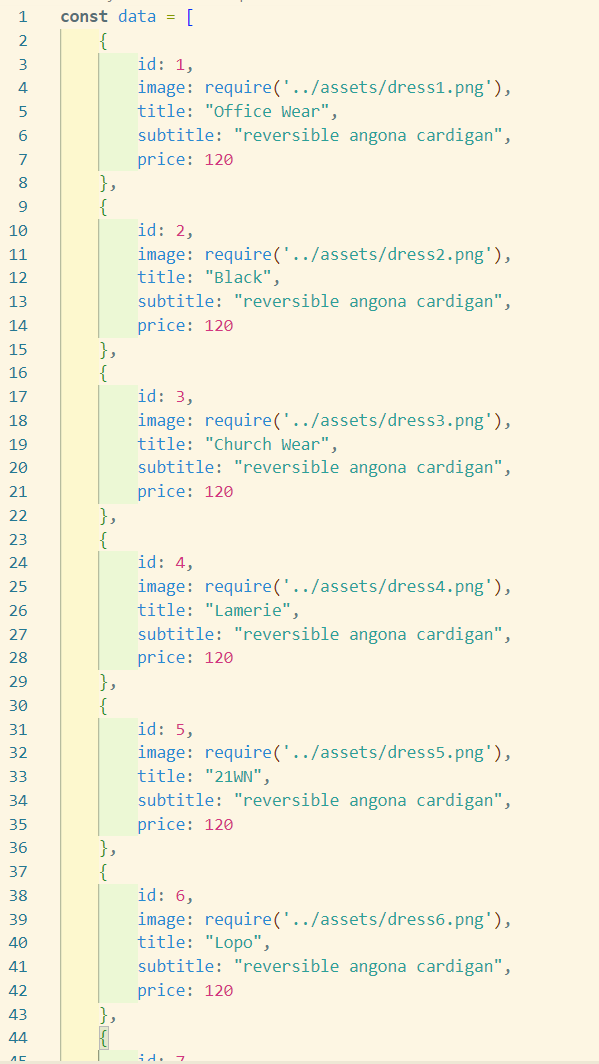 1 const data = [
2 {
3 id: 1,
4 image: require('../assets/dress1.png'),
5 title: "Office Wear",
6 subtitle: "reversible angona cardigan",
7 price: 120
8 },
9 {
10 id: 2,
11 image: require('../assets/dress2.png'),
12 title: "Black",
13 subtitle: "reversible angona cardigan",
14 price: 120
15 },
16 {
17 id: 3,
18 image: require('../assets/dress3.png'),
19 title: "Church Wear",
20 subtitle: "reversible angona cardigan",
21 price: 120
22 },
23 {
24 id: 4,
25 image: require('../assets/dress4.png'),
26 title: "Lamerie",
27 subtitle: "reversible angona cardigan",
28 price: 120
29 },
30 {
31 id: 5,
32 image: require('../assets/dress5.png'),
33 title: "21WN",
34 subtitle: "reversible angona cardigan",
35 price: 120
36 },
37 {
38 id: 6,
39 image: require('../assets/dress6.png'),
40 title: "Lopo",
41 subtitle: "reversible angona cardigan",
42 price: 120
43 },
44 {
45 id: 7